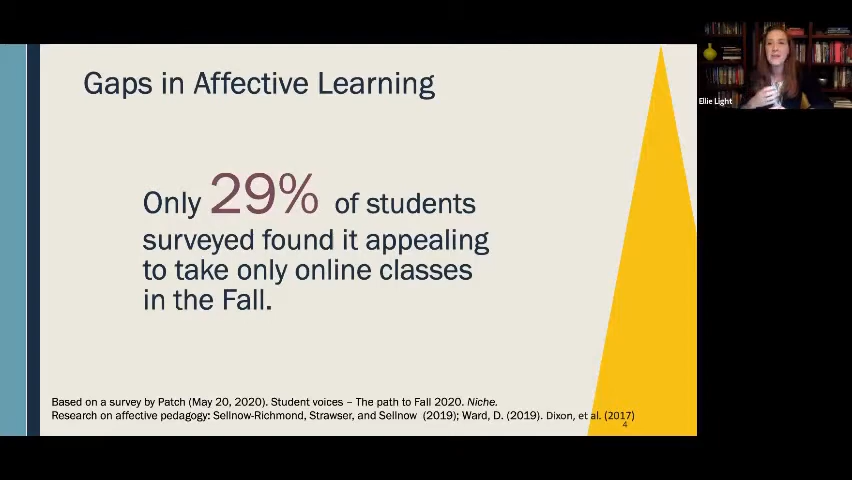 Gaps in Affective Learning
Only 29% of students
surveyed found it appealing
to take only online classes
in the Fall.
Based on a survey by Patch (May 20, 2020). Student voices – The path to Fall 2020. Niche.
Research on affective pedagogy: Sellnow-Richmond, Strawser, and Sellnow (2019); Ward, D. (2019). Dixon, et al. (2017)
4
Ellie Light